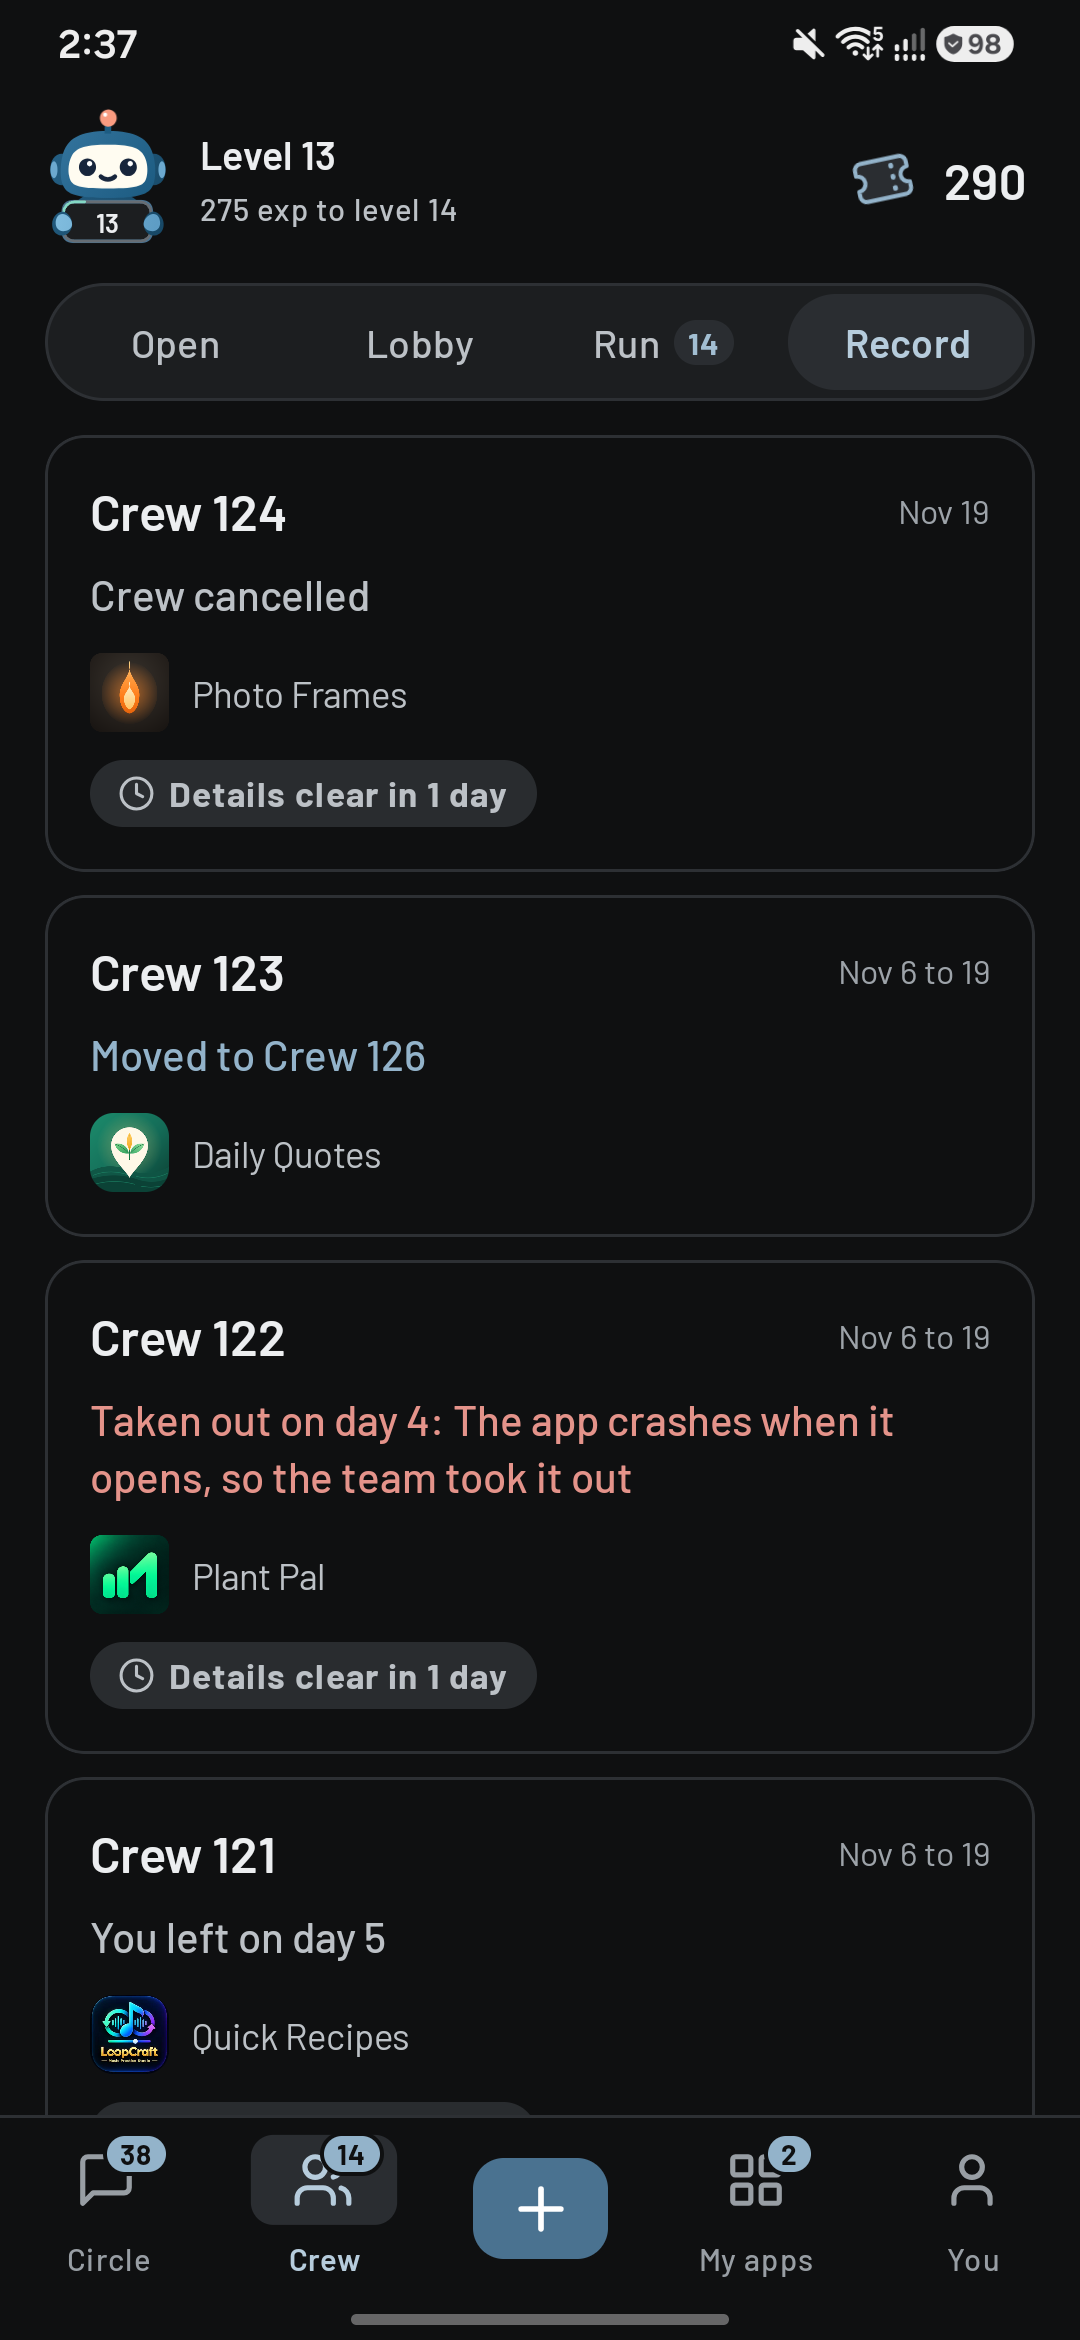 2:37
5
98
Level 13
275 exp to level 14
13
290
Open
Lobby
Run 14
Record
Crew 124
Nov 19
Crew cancelled
Photo Frames
Details clear in 1 day
Crew 123
Nov 6 to 19
Moved to Crew 126
Daily Quotes
Crew 122
Nov 6 to 19
Taken out on day 4: The app crashes when it
opens, so the team took it out
Plant Pal
Details clear in 1 day
Crew 121
Nov 6 to 19
You left on day 5
LoopCraft
Quick Recipes
38
14
2
Circle
Crew
My apps
You